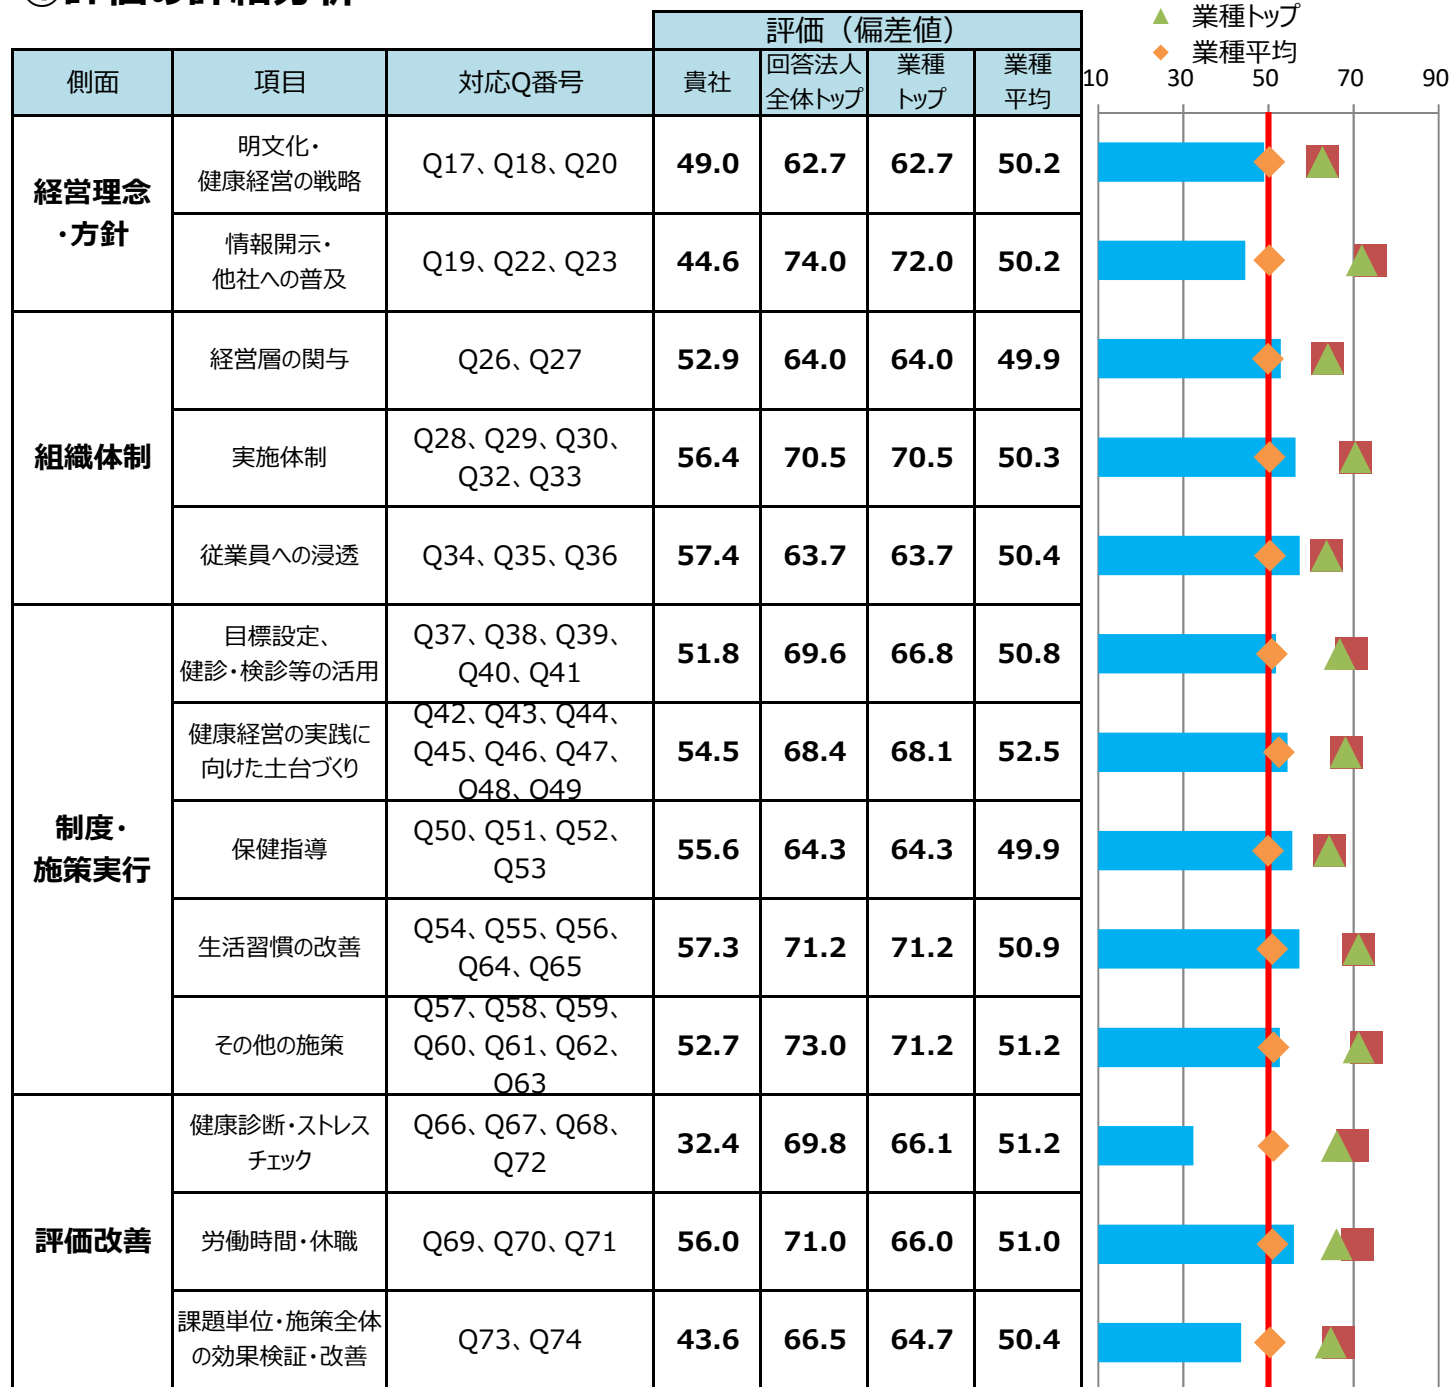 ①評価の詳細分析
評価（偏差値）
▲ 業種トップ
◆ 業種平均
側面 項目 対応Q番号 貴社 回答法人 業種 業種
全体トップ トップ 平均
10 30 50 70 90
経営理念
・方針
明文化・
健康経営の戦略
Q17、Q18、Q20 49.0 62.7 62.7 50.2
情報開示・
他社への普及
Q19、Q22、Q23 44.6 74.0 72.0 50.2
組織体制
経営層の関与 Q26、Q27 52.9 64.0 64.0 49.9
実施体制
Q28、Q29、Q30、
Q32、Q33
56.4 70.5 70.5 50.3
従業員への浸透 Q34、Q35、Q36 57.4 63.7 63.7 50.4
制度・
施策実行
目標設定、
健診・検診等の活用
Q37、Q38、Q39、
Q40、Q41
51.8 69.6 66.8 50.8
健康経営の実践に
向けた土台づくり
Q42、Q43、Q44、
Q45、Q46、Q47、
Q48、Q49
54.5 68.4 68.1 52.5
保健指導
Q50、Q51、Q52、
Q53
55.6 64.3 64.3 49.9
生活習慣の改善
Q54、Q55、Q56、
Q64、Q65
57.3 71.2 71.2 50.9
その他の施策
Q57、Q58、Q59、
Q60、Q61、Q62、
Q63
52.7 73.0 71.2 51.2
評価改善
健康診断・ストレス
チェック
Q66、Q67、Q68、
Q72
32.4 69.8 66.1 51.2
労働時間・休職 Q69、Q70、Q71 56.0 71.0 66.0 51.0
課題単位・施策全体
の効果検証・改善
Q73、Q74 43.6 66.5 64.7 50.4